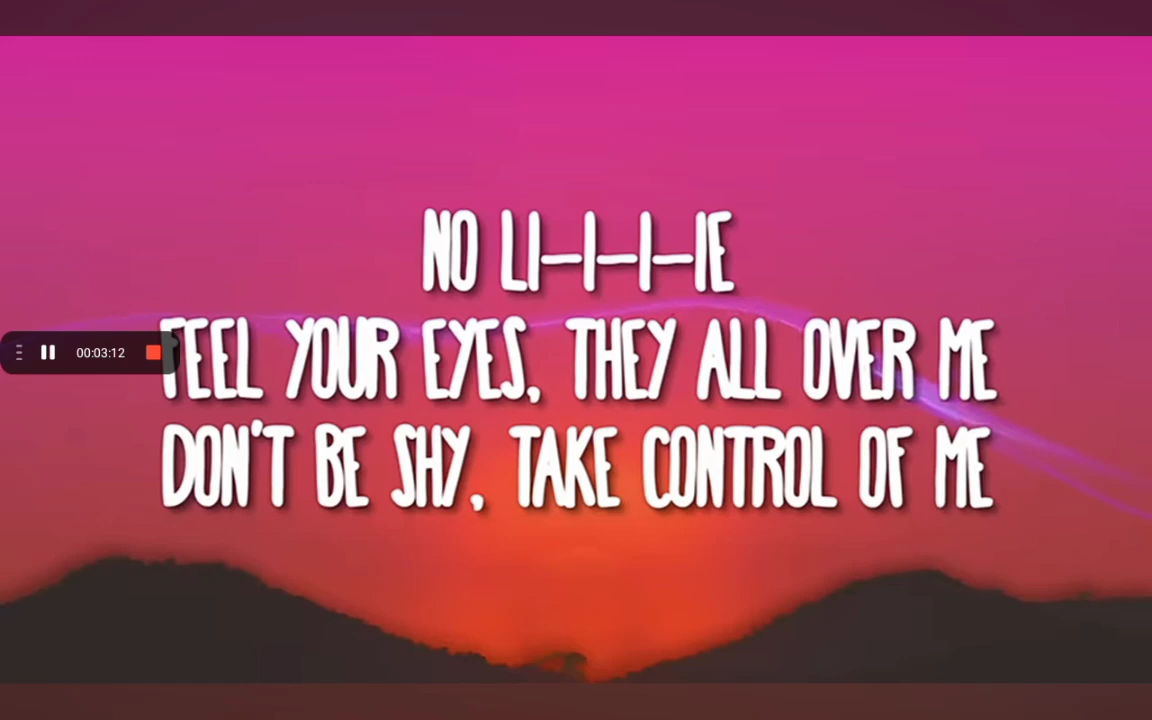 NO LI-I-I-IE
FEEL YOUR EYES, THEY ALL OVER ME
00:03:12
DON'T BE SHY, TAKE CONTROL OF ME